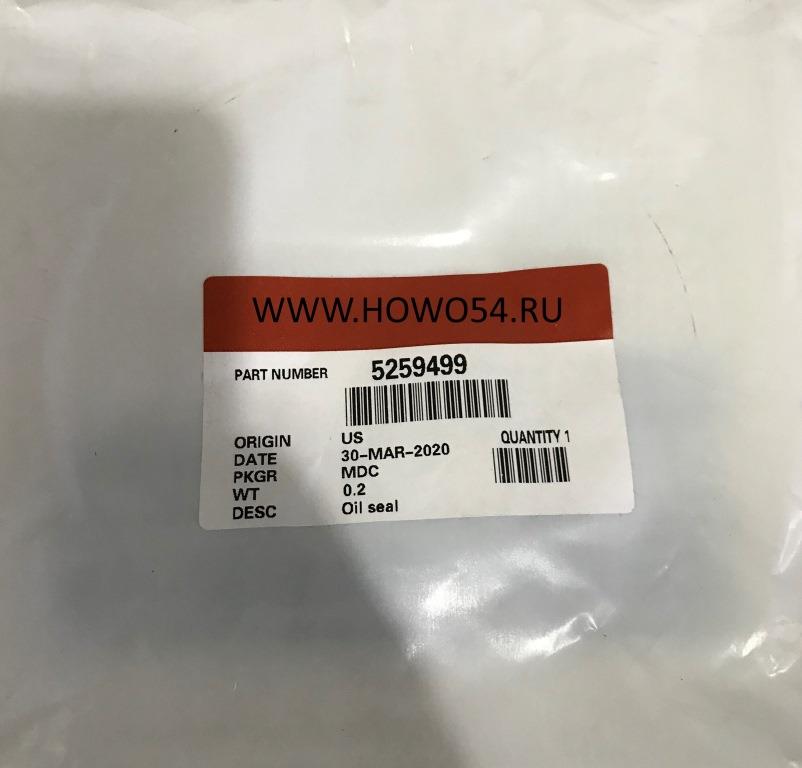 WWW.HOWO54.RU
PART NUMBER 5259499
ORIGIN US QUANTITY 1
DATE 30-MAR-2020
PKGR MDC
WT 0.2
DESC Oil seal